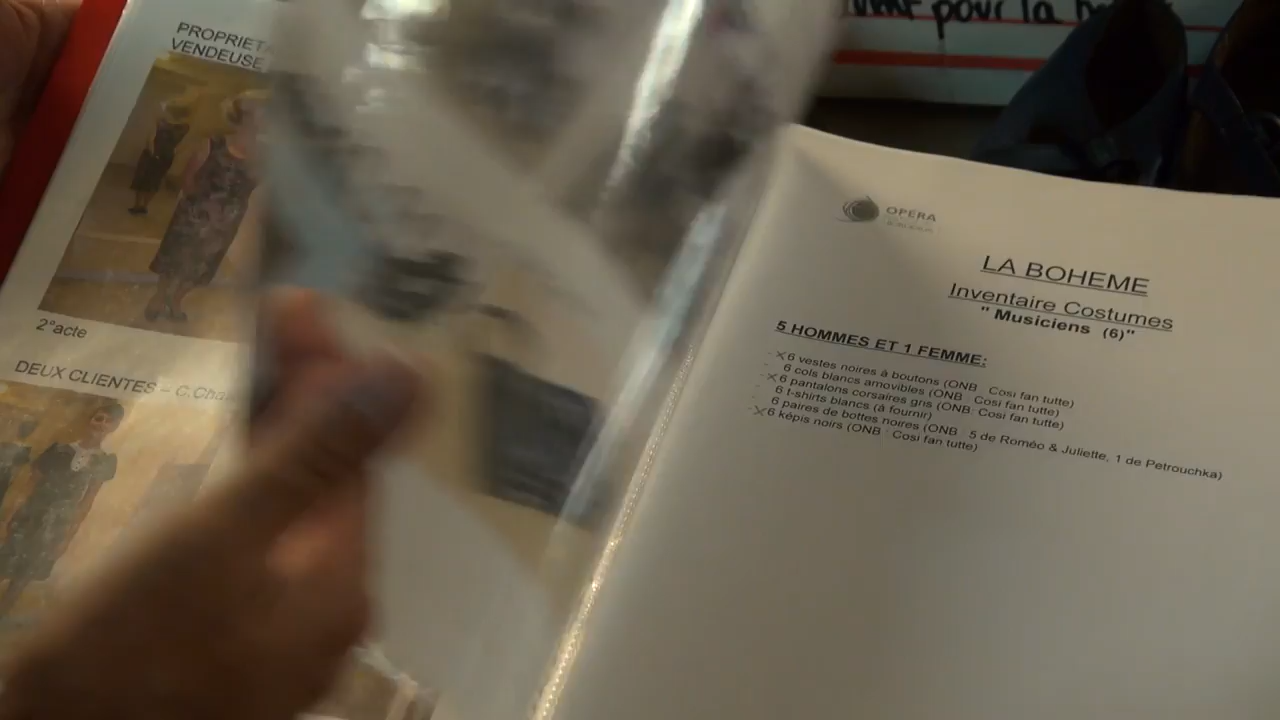 PROPRIET
VENDEUSE
2°acte
DEUX CLIENTES – C.Cha
pour la
OPERA
LA BOHEME
Inventaire Costumes
" Musiciens (6)"
5 HOMMES ET 1 FEMME:
6 vestes noires à boutons (ONB : Cosi fan tutte)
6 cols blancs amovibles (ONB : Cosi fan tutte)
6 pantalons corsaires gris (ONB: Cosi fan tutte)
6 t-shirts blancs (à fournir)
6 paires de bottes noires (ONB : 5 de Roméo & Juliette, 1 de Petrouchka)
6 képis noirs (ONB : Cosi fan tutte)